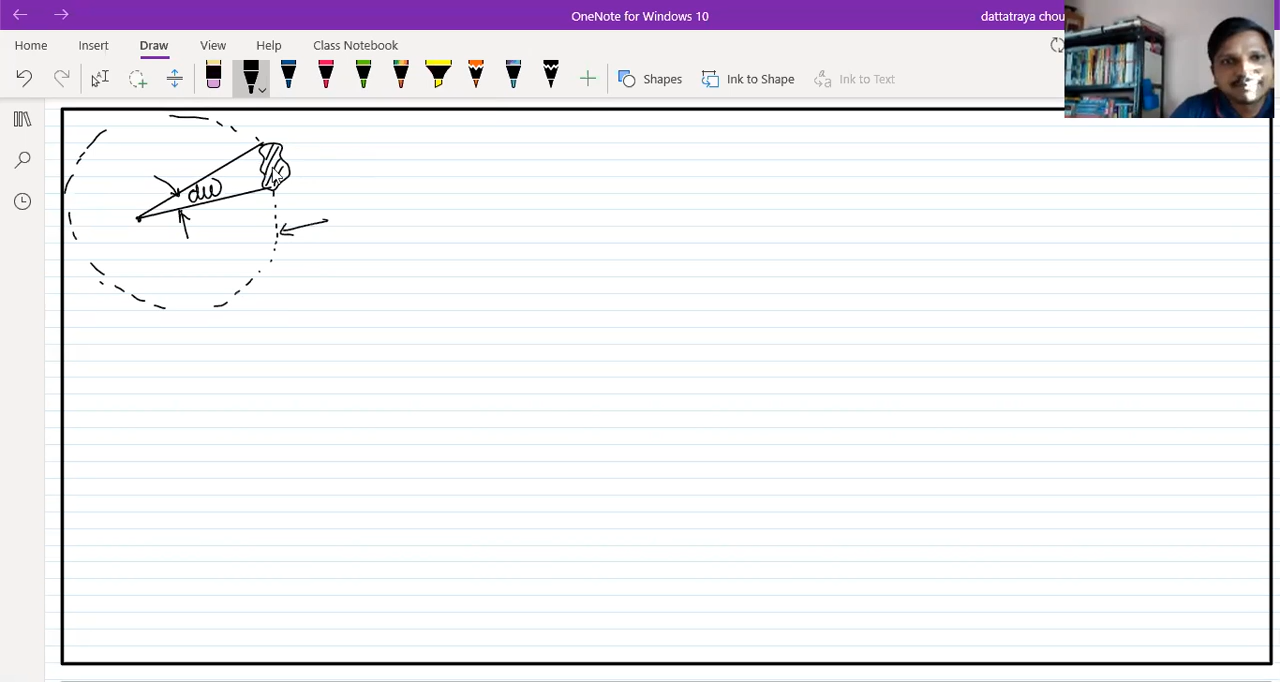 OneNote for Windows 10
dattatraya chou
Home Insert Draw View Help Class Notebook
Shapes Ink to Shape Ink to Text
dω